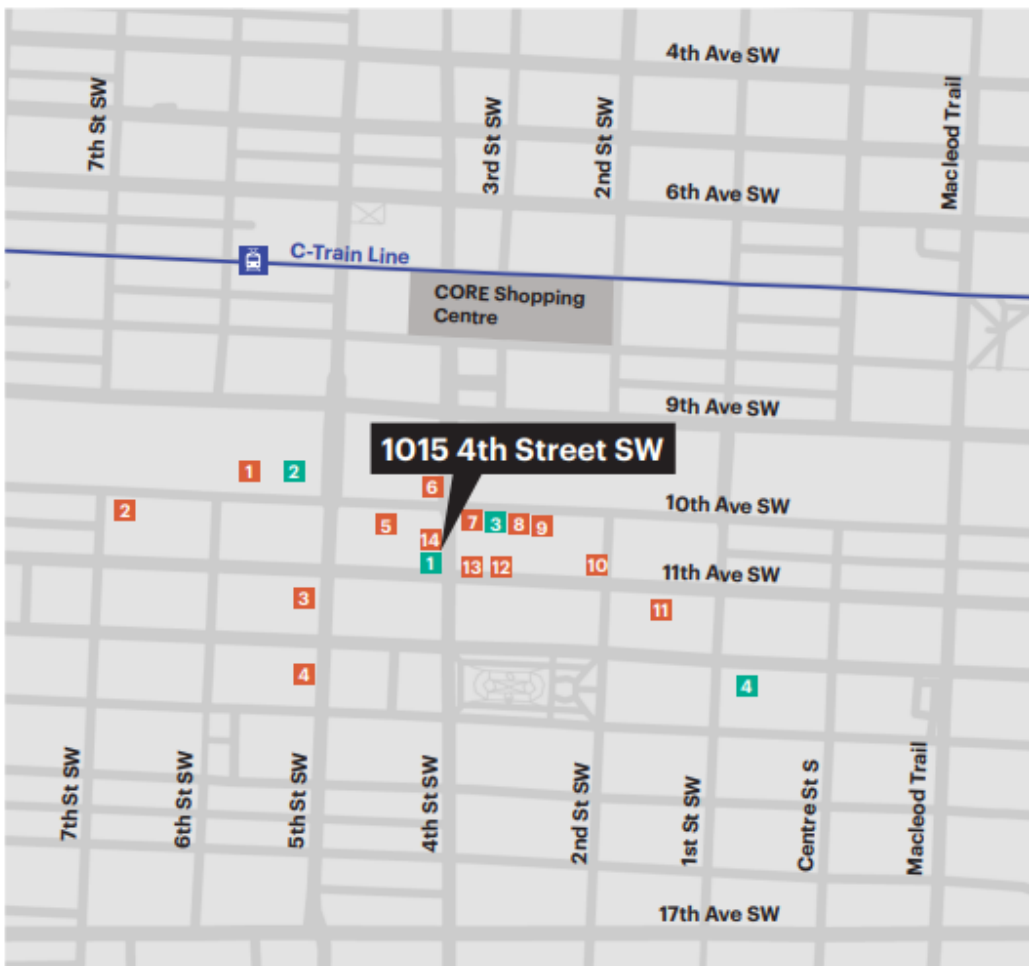 4th Ave SW
7th St SW
3rd St SW
2nd St SW
Macleod Trail
6th Ave SW
C-Train Line
CORE Shopping
Centre
9th Ave SW
1015 4th Street SW
1
2
6
2
10th Ave SW
5
7
3
8
9
14
1
13
12
10
11th Ave SW
3
11
4
4
7th St SW
6th St SW
5th St SW
4th St SW
2nd St SW
1st St SW
Centre St S
Macleod Trail
17th Ave SW